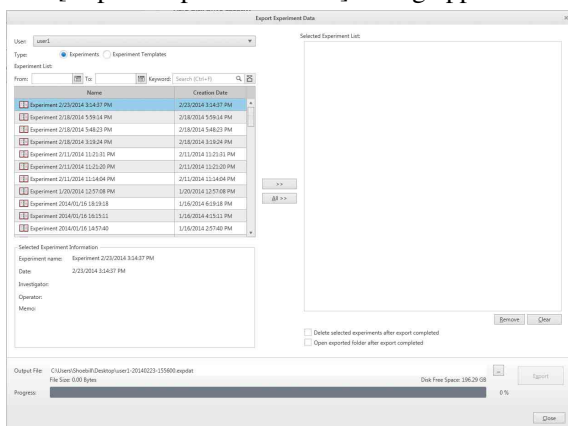 Export Experiment Data
User: user1
Type: Experiments Experiment Templates
Experiment List:
From: To: Keyword: Search (Ctrl+F)
Name Creation Date
Experiment 2/23/2014 3:14:37 PM 2/23/2014 3:14:37 PM
Experiment 2/18/2014 5:59:14 PM 2/18/2014 5:59:14 PM
Experiment 2/18/2014 5:48:23 PM 2/18/2014 5:48:23 PM
Experiment 2/18/2014 3:19:24 PM 2/18/2014 3:19:24 PM
Experiment 2/11/2014 11:21:31 PM 2/11/2014 11:21:31 PM
Experiment 2/11/2014 11:21:20 PM 2/11/2014 11:21:20 PM
Experiment 2/11/2014 11:14:04 PM 2/11/2014 11:14:04 PM
Experiment 1/20/2014 12:57:08 PM 1/20/2014 12:57:08 PM
Experiment 2014/01/16 18:19:18 1/16/2014 6:19:18 PM
Experiment 2014/01/16 16:15:11 1/16/2014 4:15:11 PM
Experiment 2014/01/16 14:57:40 1/16/2014 2:57:40 PM
Selected Experiment Information
Experiment name: Experiment 2/23/2014 3:14:37 PM
Date: 2/23/2014 3:14:37 PM
Investigator:
Operator:
Memo:
>>
All >>
Selected Experiment List:
Remove Clear
Delete selected experiments after export completed
Open exported folder after export completed
Output File: C:\Users\Shoebill\Desktop\user1-20140223-155600.expdat
...
Export
File Size: 0.00 Bytes Disk Free Space: 196.29 GB
Progress: 0 %
Close